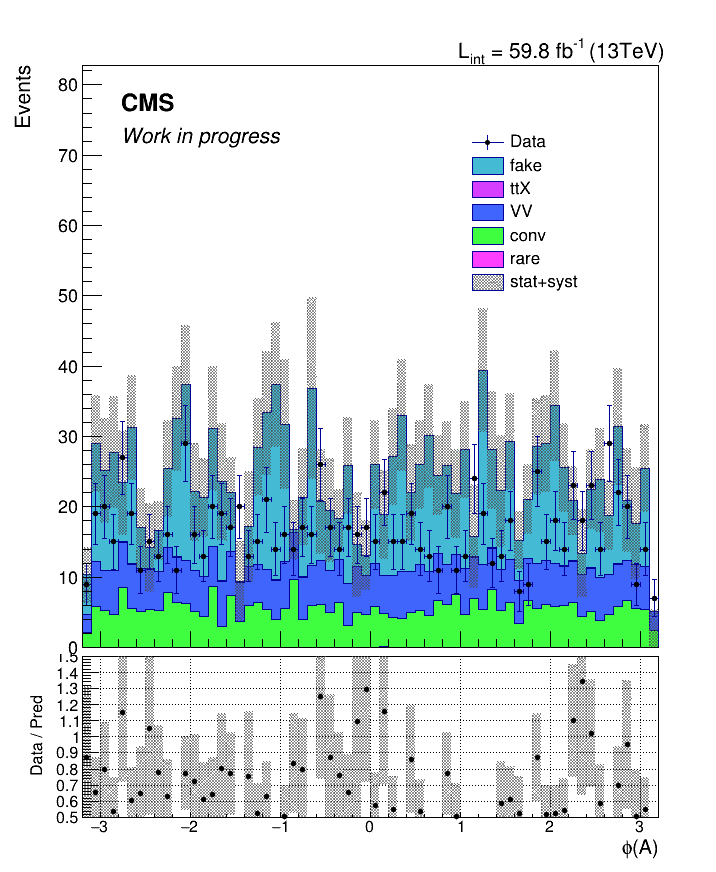 L_int = 59.8 fb^-1 (13TeV)
Events
CMS
Work in progress
80
70
60
50
40
30
20
10
0
Data
fake
ttX
VV
conv
rare
stat+syst
Data / Pred
1.5
1.4
1.3
1.2
1.1
1
0.9
0.8
0.7
0.6
0.5
−3 −2 −1 0 1 2 3
ϕ(A)